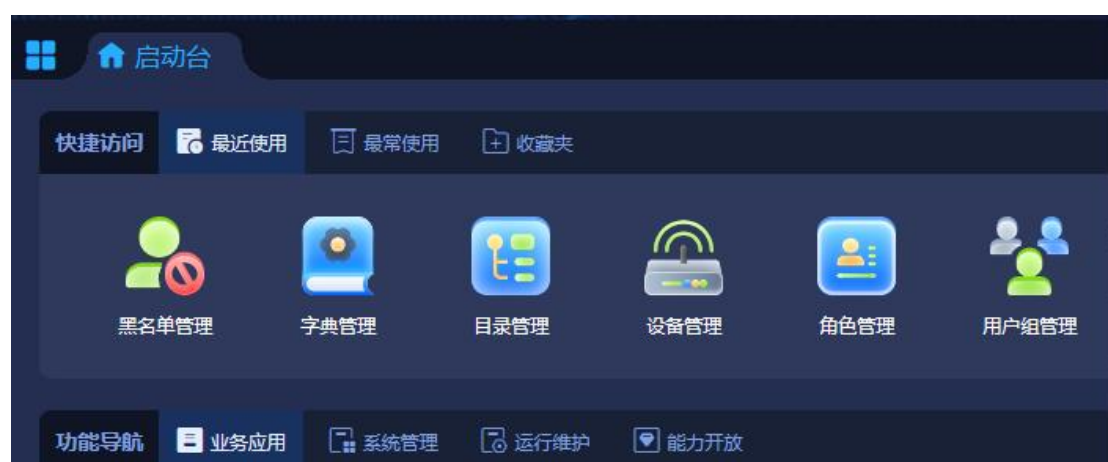 启动台
快捷访问 最近使用 最常使用 收藏夹
黑名单管理 字典管理 目录管理 设备管理 角色管理 用户组管理
功能导航 业务应用 系统管理 运行维护 能力开放